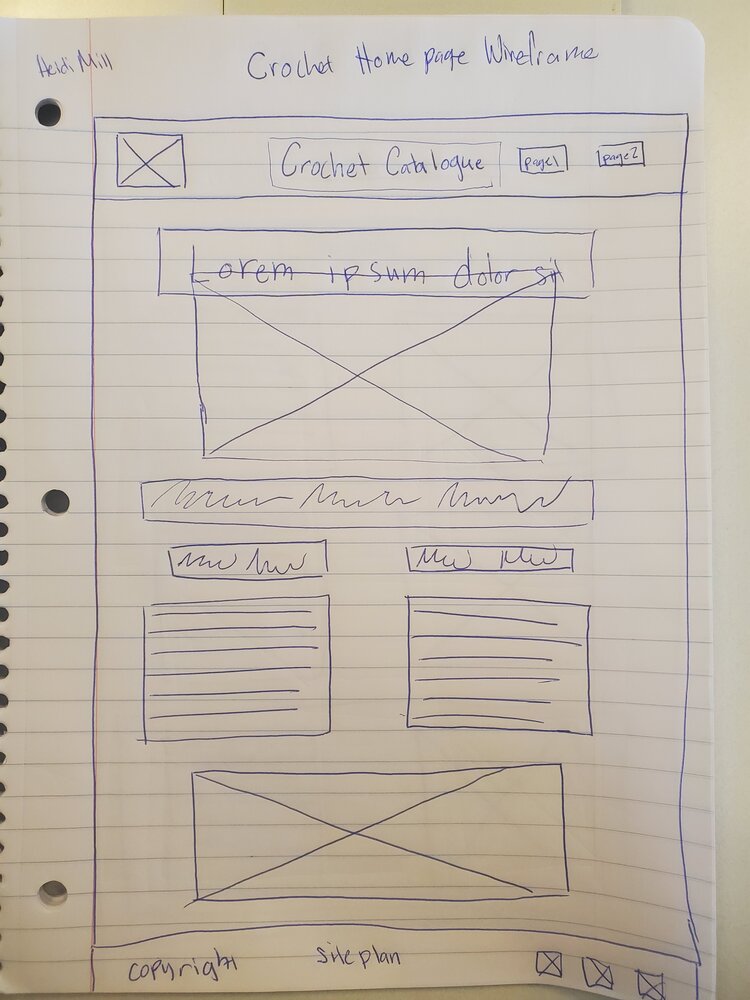 Heidi Mill
Crochet Home page Wireframe
Crochet Catalogue
page1
page2
Lorem ipsum dolor sit
copyright
siteplan